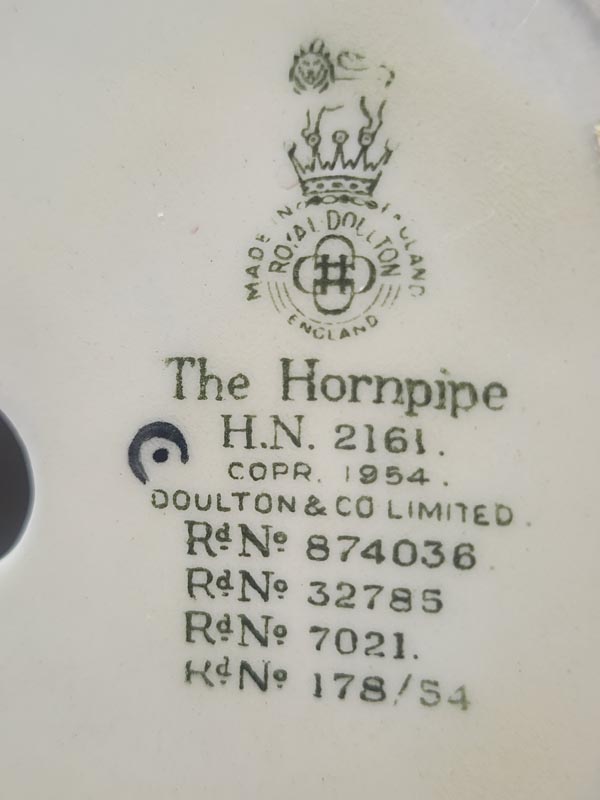 MADE IN ENGLAND
ROYAL DOULTON
ENGLAND
The Hornpipe
H.N. 2161.
COPR. 1954.
DOULTON & CO LIMITED.
Rd No 874036.
Rd No 32785
Rd No 7021.
Rd No 178/54